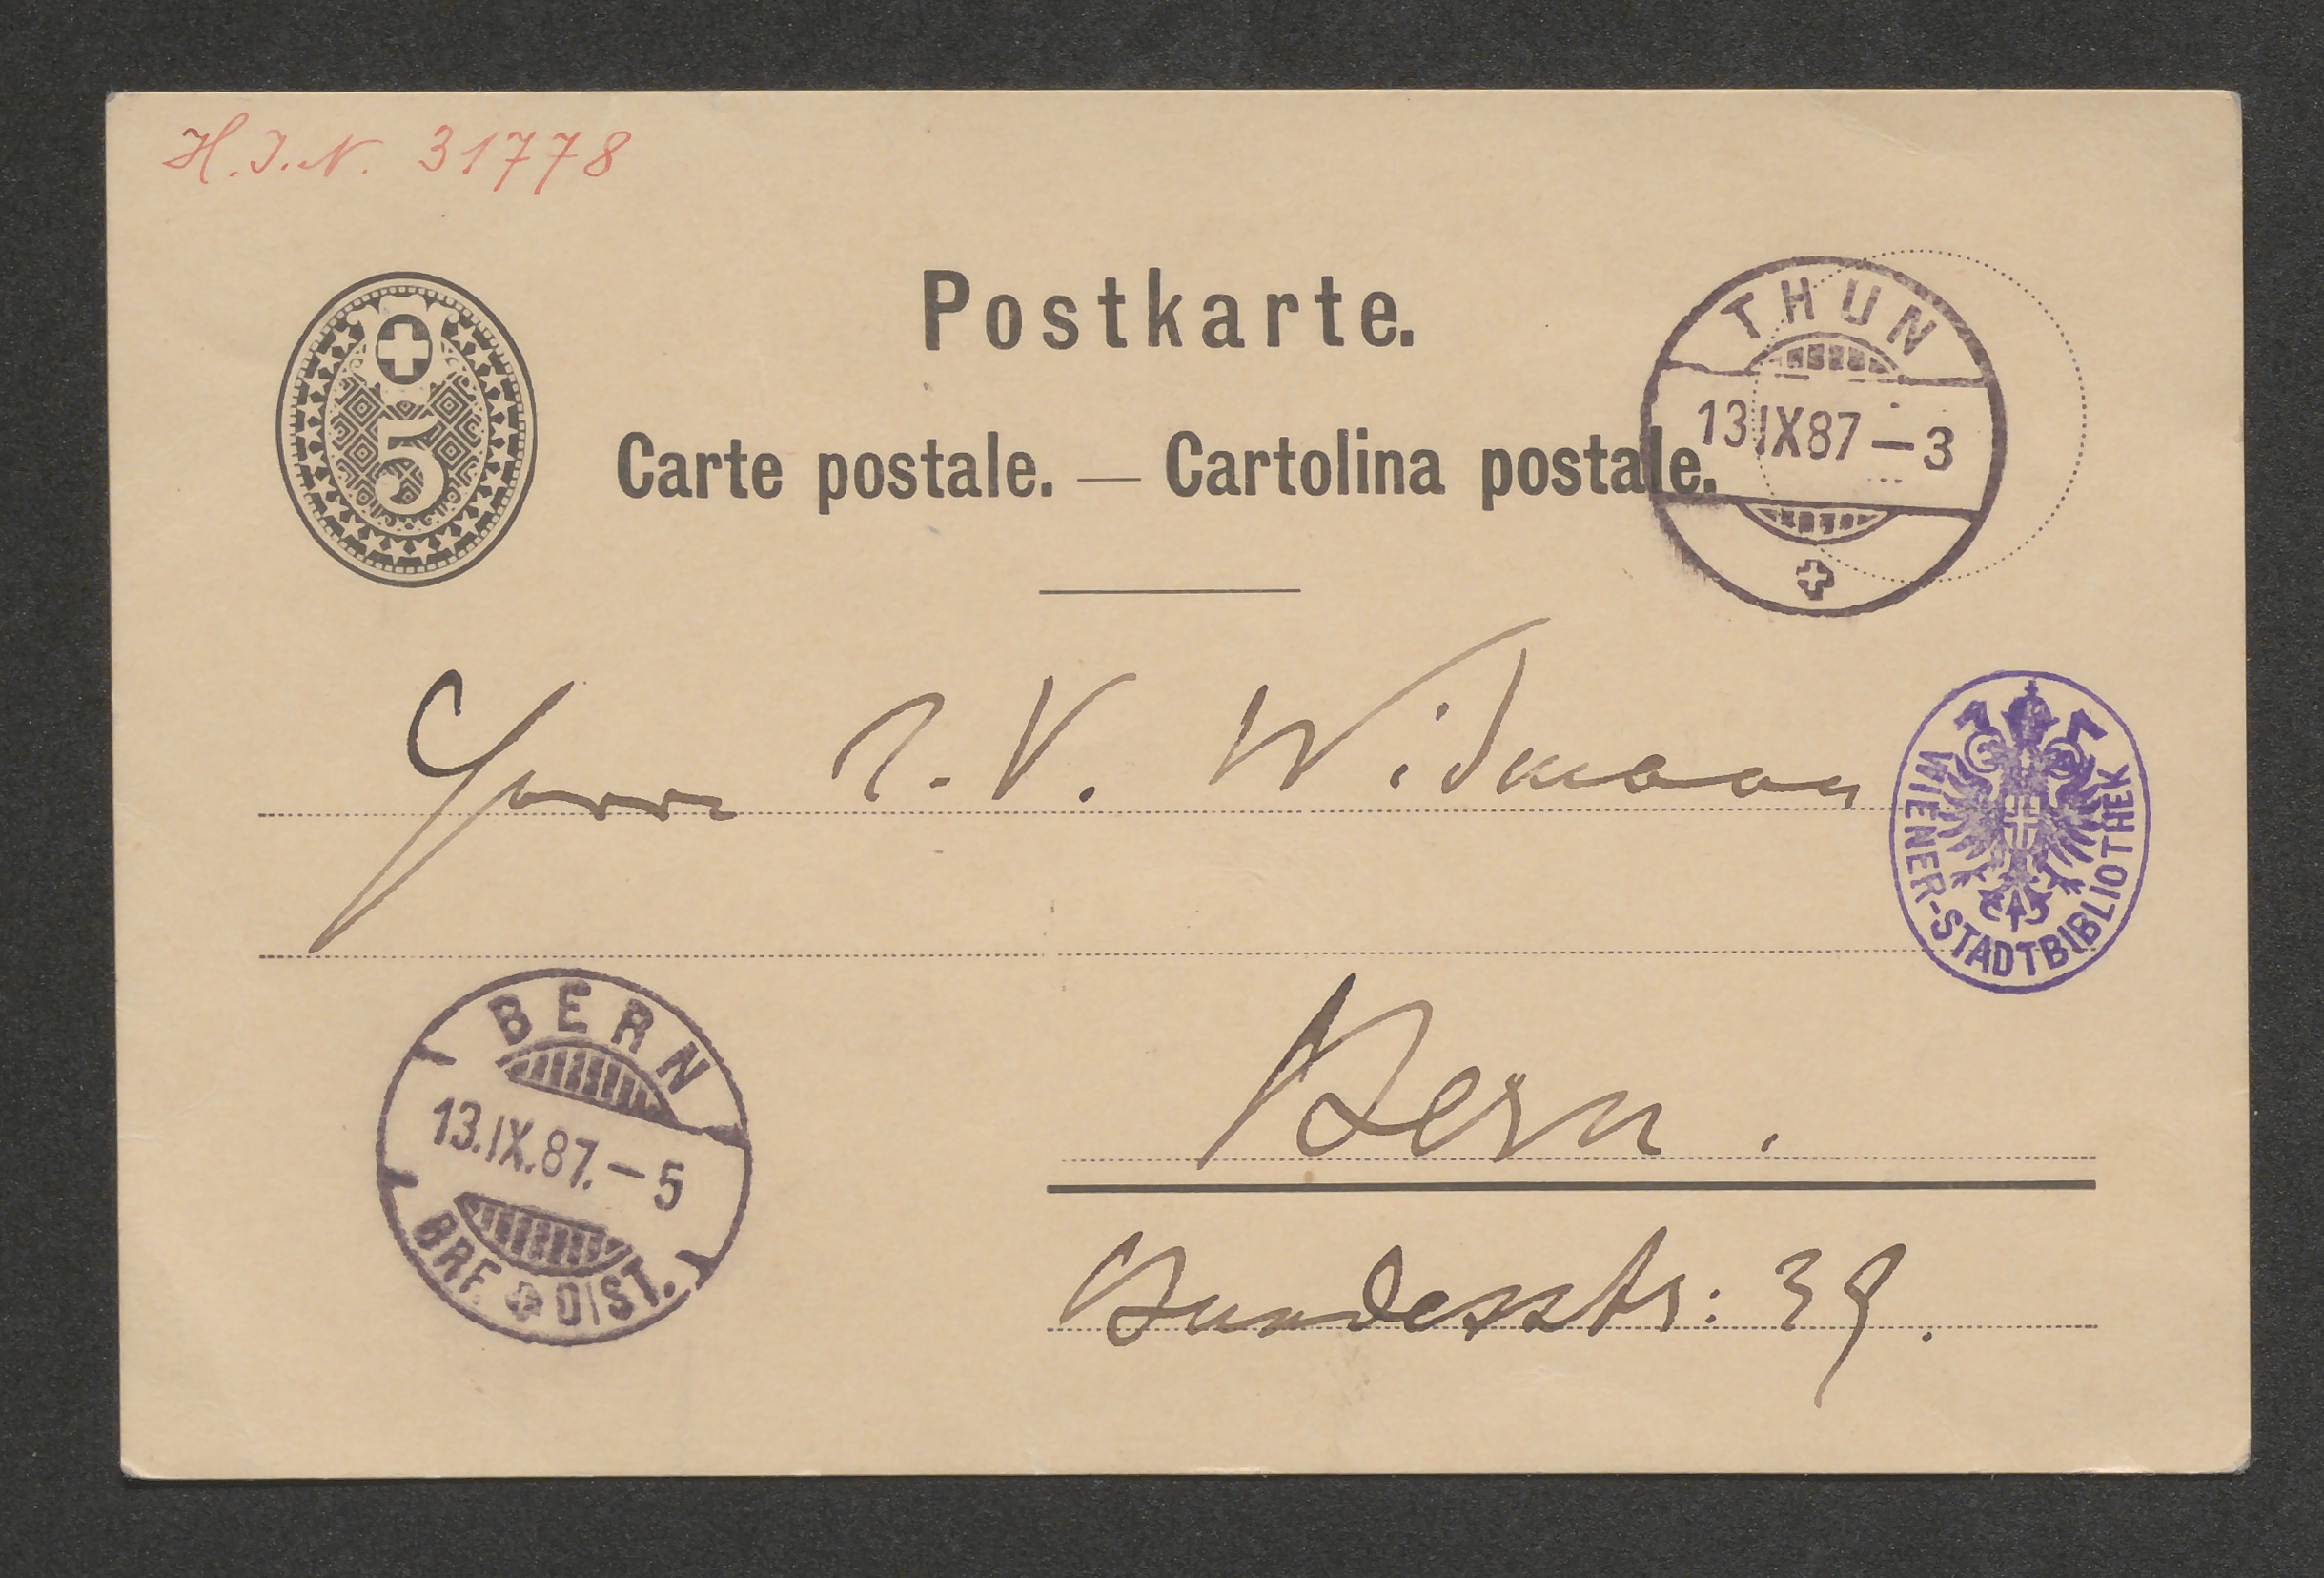 H.I.N. 31778
Postkarte.
5
Carte postale. — Cartolina postale.
THUN
13 IX 87 – 3
Herrn J. V. Widmann
WIENER-STADTBIBLIOTHEK
BERN
13.IX.87. – 5
BRF. DIST.
Bern.
Bundesstr: 39.